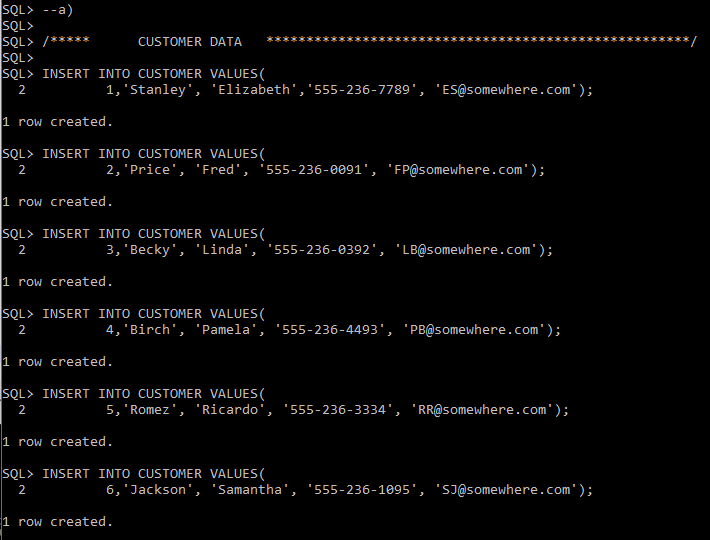 SQL> --a)
SQL>
SQL> /*****      CUSTOMER DATA   *****************************************************/
SQL>
SQL> INSERT INTO CUSTOMER VALUES(
  2          1,'Stanley', 'Elizabeth','555-236-7789', 'ES@somewhere.com');
1 row created.
SQL> INSERT INTO CUSTOMER VALUES(
  2          2,'Price', 'Fred', '555-236-0091', 'FP@somewhere.com');
1 row created.
SQL> INSERT INTO CUSTOMER VALUES(
  2          3,'Becky', 'Linda', '555-236-0392', 'LB@somewhere.com');
1 row created.
SQL> INSERT INTO CUSTOMER VALUES(
  2          4,'Birch', 'Pamela', '555-236-4493', 'PB@somewhere.com');
1 row created.
SQL> INSERT INTO CUSTOMER VALUES(
  2          5,'Romez', 'Ricardo', '555-236-3334', 'RR@somewhere.com');
1 row created.
SQL> INSERT INTO CUSTOMER VALUES(
  2          6,'Jackson', 'Samantha', '555-236-1095', 'SJ@somewhere.com');
1 row created.